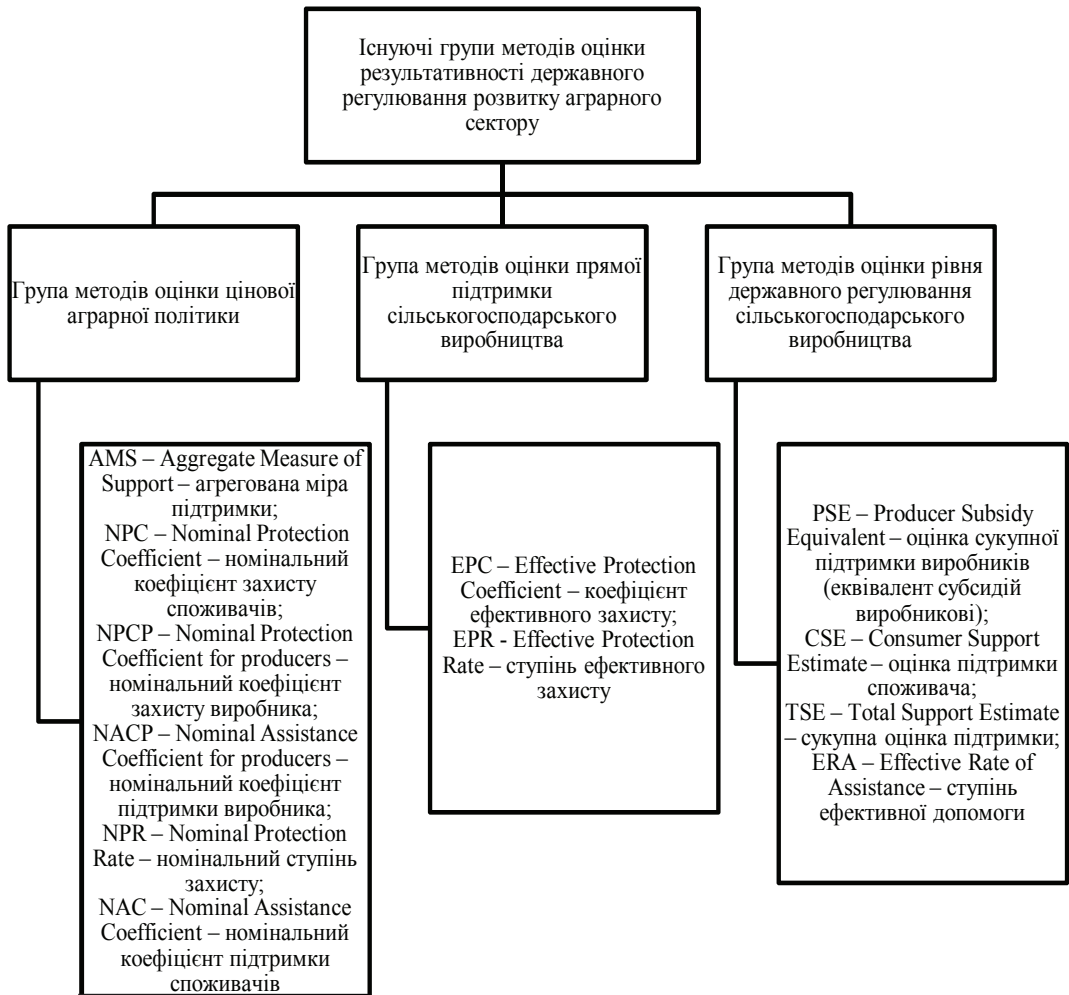 Існуючі групи методів оцінки
результативності державного
регулювання розвитку аграрного
сектору
Група методів оцінки цінової
аграрної політики
Група методів оцінки прямої
підтримки
сільськогосподарського
виробництва
Група методів оцінки рівня
державного регулювання
сільськогосподарського
виробництва
AMS – Aggregate Measure of
Support – агрегована міра
підтримки;
NPC – Nominal Protection
Coefficient – номінальний
коефіцієнт захисту
споживачів;
NPCP – Nominal Protection
Coefficient for producers –
номінальний коефіцієнт
захисту виробника;
NACP – Nominal Assistance
Coefficient for producers –
номінальний коефіцієнт
підтримки виробника;
NPR – Nominal Protection
Rate – номінальний ступінь
захисту;
NAC – Nominal Assistance
Coefficient – номінальний
коефіцієнт підтримки
споживачів
EPC – Effective Protection
Coefficient – коефіцієнт
ефективного захисту;
EPR - Effective Protection
Rate – ступінь ефективного
захисту
PSE – Producer Subsidy
Equivalent – оцінка сукупної
підтримки виробників
(еквівалент субсидій
виробникові);
CSE – Consumer Support
Estimate – оцінка підтримки
споживача;
TSE – Total Support Estimate
– сукупна оцінка підтримки;
ERA – Effective Rate of
Assistance – ступінь
ефективної допомоги